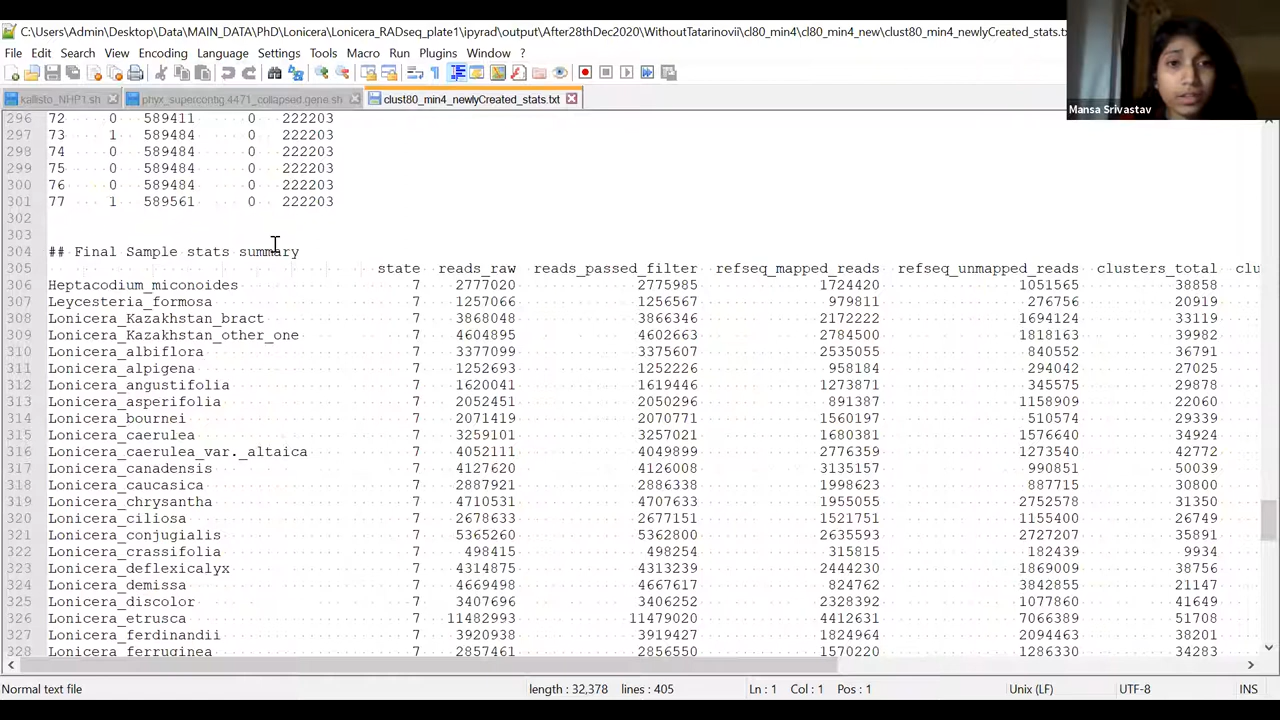 C:\Users\Admin\Desktop\Data\MAIN_DATA\PhD\Lonicera\Lonicera_RADseq_plate1\ipyrad\output\After28thDec2020\WithoutTatarinovii\cl80_min4\cl80_min4_new\clust80_min4_newlyCreated_stats.tx
File Edit Search View Encoding Language Settings Tools Macro Run Plugins Window ?
kallisto_NHP1.sh phyx_supercontig.4471_collapsed.gene.sh clust80_min4_newlyCreated_stats.txt
Mansa Srivastav
296 72 0 589411 0 222203
297 73 1 589484 0 222203
298 74 0 589484 0 222203
299 75 0 589484 0 222203
300 76 0 589484 0 222203
301 77 1 589561 0 222203
302
303
304 ## Final Sample stats summary
305 state reads_raw reads_passed_filter refseq_mapped_reads refseq_unmapped_reads clusters_total clu
306 Heptacodium_miconoides 7 2777020 2775985 1724420 1051565 38858
307 Leycesteria_formosa 7 1257066 1256567 979811 276756 20919
308 Lonicera_Kazakhstan_bract 7 3868048 3866346 2172222 1694124 33119
309 Lonicera_Kazakhstan_other_one 7 4604895 4602663 2784500 1818163 39982
310 Lonicera_albiflora 7 3377099 3375607 2535055 840552 36791
311 Lonicera_alpigena 7 1252693 1252226 958184 294042 27025
312 Lonicera_angustifolia 7 1620041 1619446 1273871 345575 29878
313 Lonicera_asperifolia 7 2052451 2050296 891387 1158909 22060
314 Lonicera_bournei 7 2071419 2070771 1560197 510574 29339
315 Lonicera_caerulea 7 3259101 3257021 1680381 1576640 34924
316 Lonicera_caerulea_var._altaica 7 4052111 4049899 2776359 1273540 42772
317 Lonicera_canadensis 7 4127620 4126008 3135157 990851 50039
318 Lonicera_caucasica 7 2887921 2886338 1998623 887715 30800
319 Lonicera_chrysantha 7 4710531 4707633 1955055 2752578 31350
320 Lonicera_ciliosa 7 2678633 2677151 1521751 1155400 26749
321 Lonicera_conjugialis 7 5365260 5362800 2635593 2727207 35891
322 Lonicera_crassifolia 7 498415 498254 315815 182439 9934
323 Lonicera_deflexicalyx 7 4314875 4313239 2444230 1869009 38756
324 Lonicera_demissa 7 4669498 4667617 824762 3842855 21147
325 Lonicera_discolor 7 3407696 3406252 2328392 1077860 41649
326 Lonicera_etrusca 7 11482993 11479020 4412631 7066389 51708
327 Lonicera_ferdinandii 7 3920938 3919427 1824964 2094463 38201
328 Lonicera_ferruginea 7 2857461 2856550 1570220 1286330 34283
Normal text file length : 32,378 lines : 405 Ln : 1 Col : 1 Pos : 1 Unix (LF) UTF-8 INS